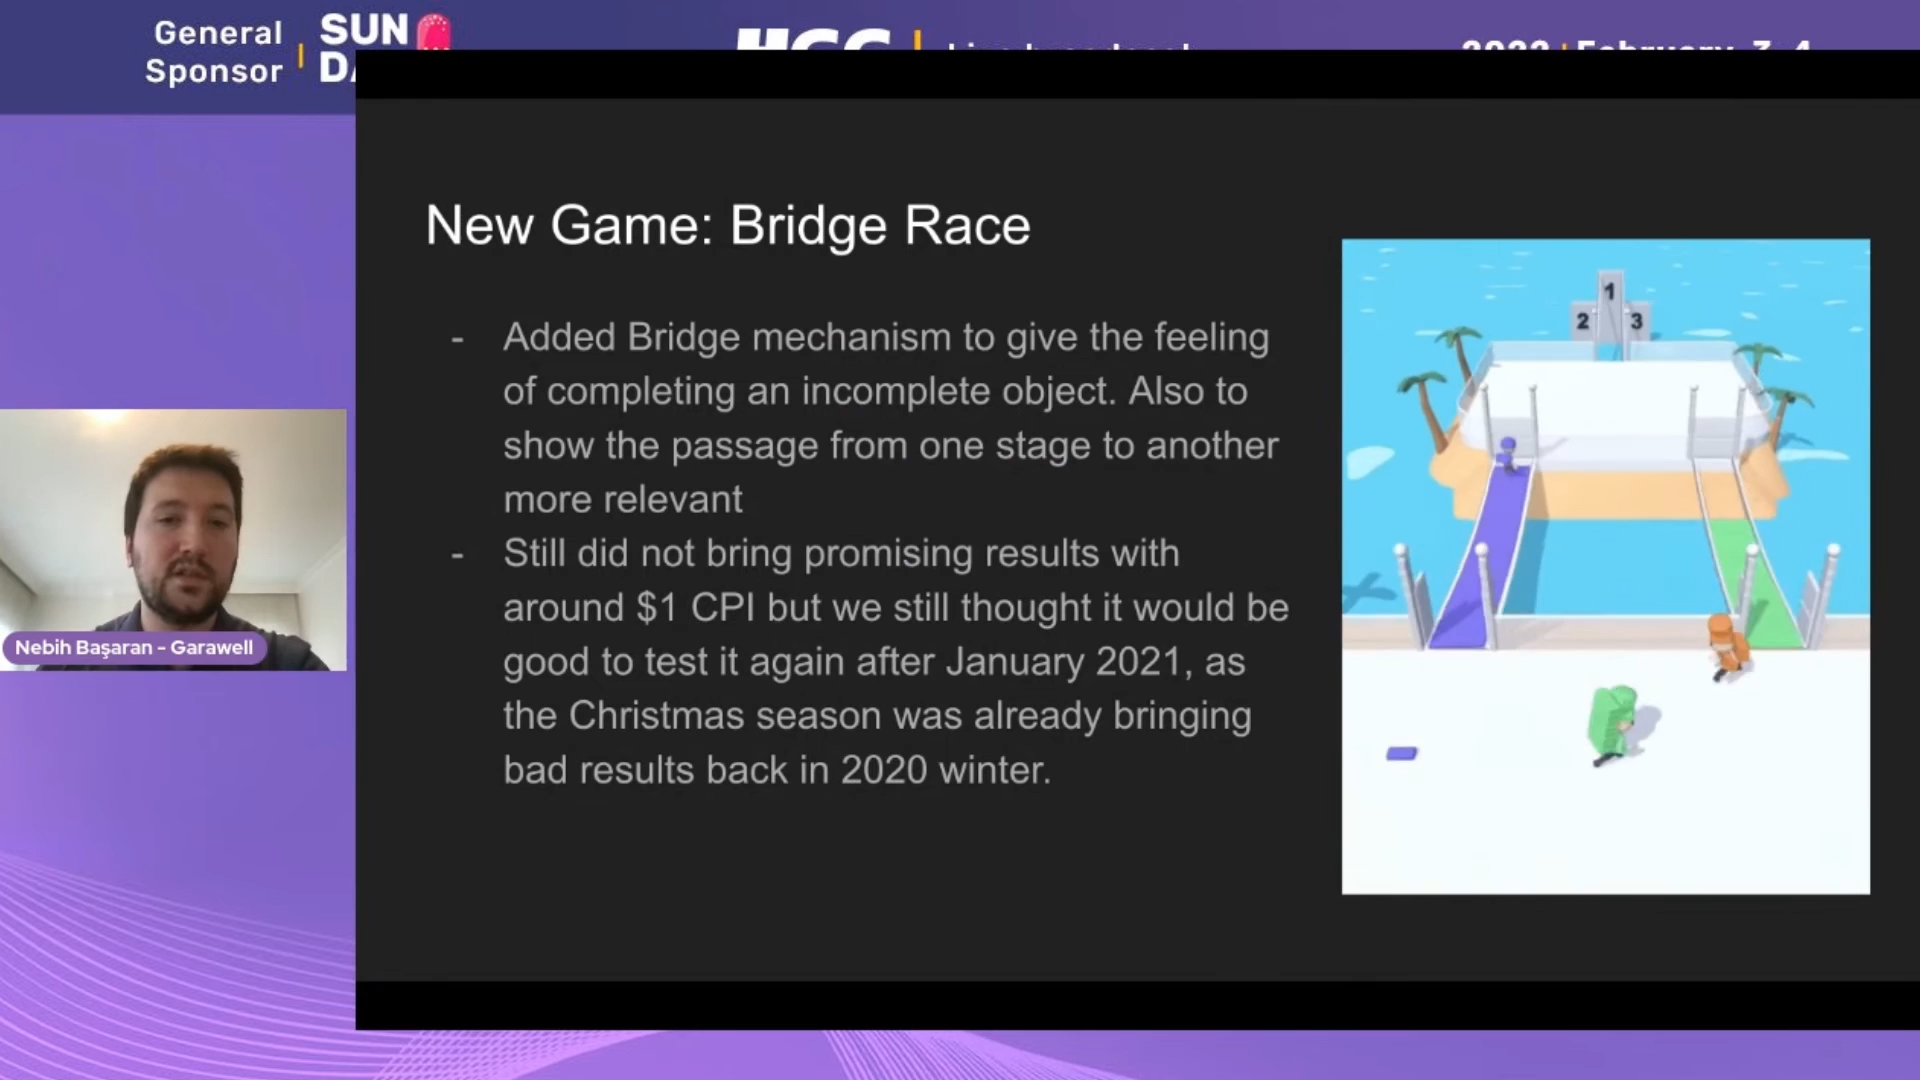 General
Sponsor
SUN
New Game: Bridge Race
- Added Bridge mechanism to give the feeling
of completing an incomplete object. Also to
show the passage from one stage to another
more relevant
- Still did not bring promising results with
around $1 CPI but we still thought it would be
good to test it again after January 2021, as
the Christmas season was already bringing
bad results back in 2020 winter.
1
2
3
Nebih Başaran - Garawell